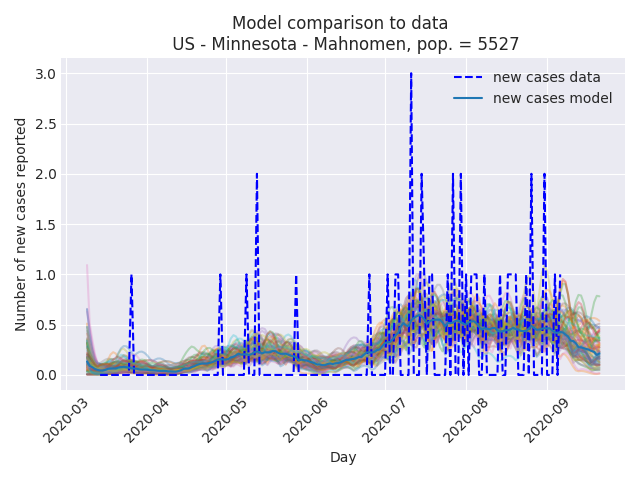 Model comparison to data
US - Minnesota - Mahnomen, pop. = 5527
new cases data
new cases model
Number of new cases reported
3.0
2.5
2.0
1.5
1.0
0.5
0.0
2020-03
2020-04
2020-05
2020-06
2020-07
2020-08
2020-09
Day